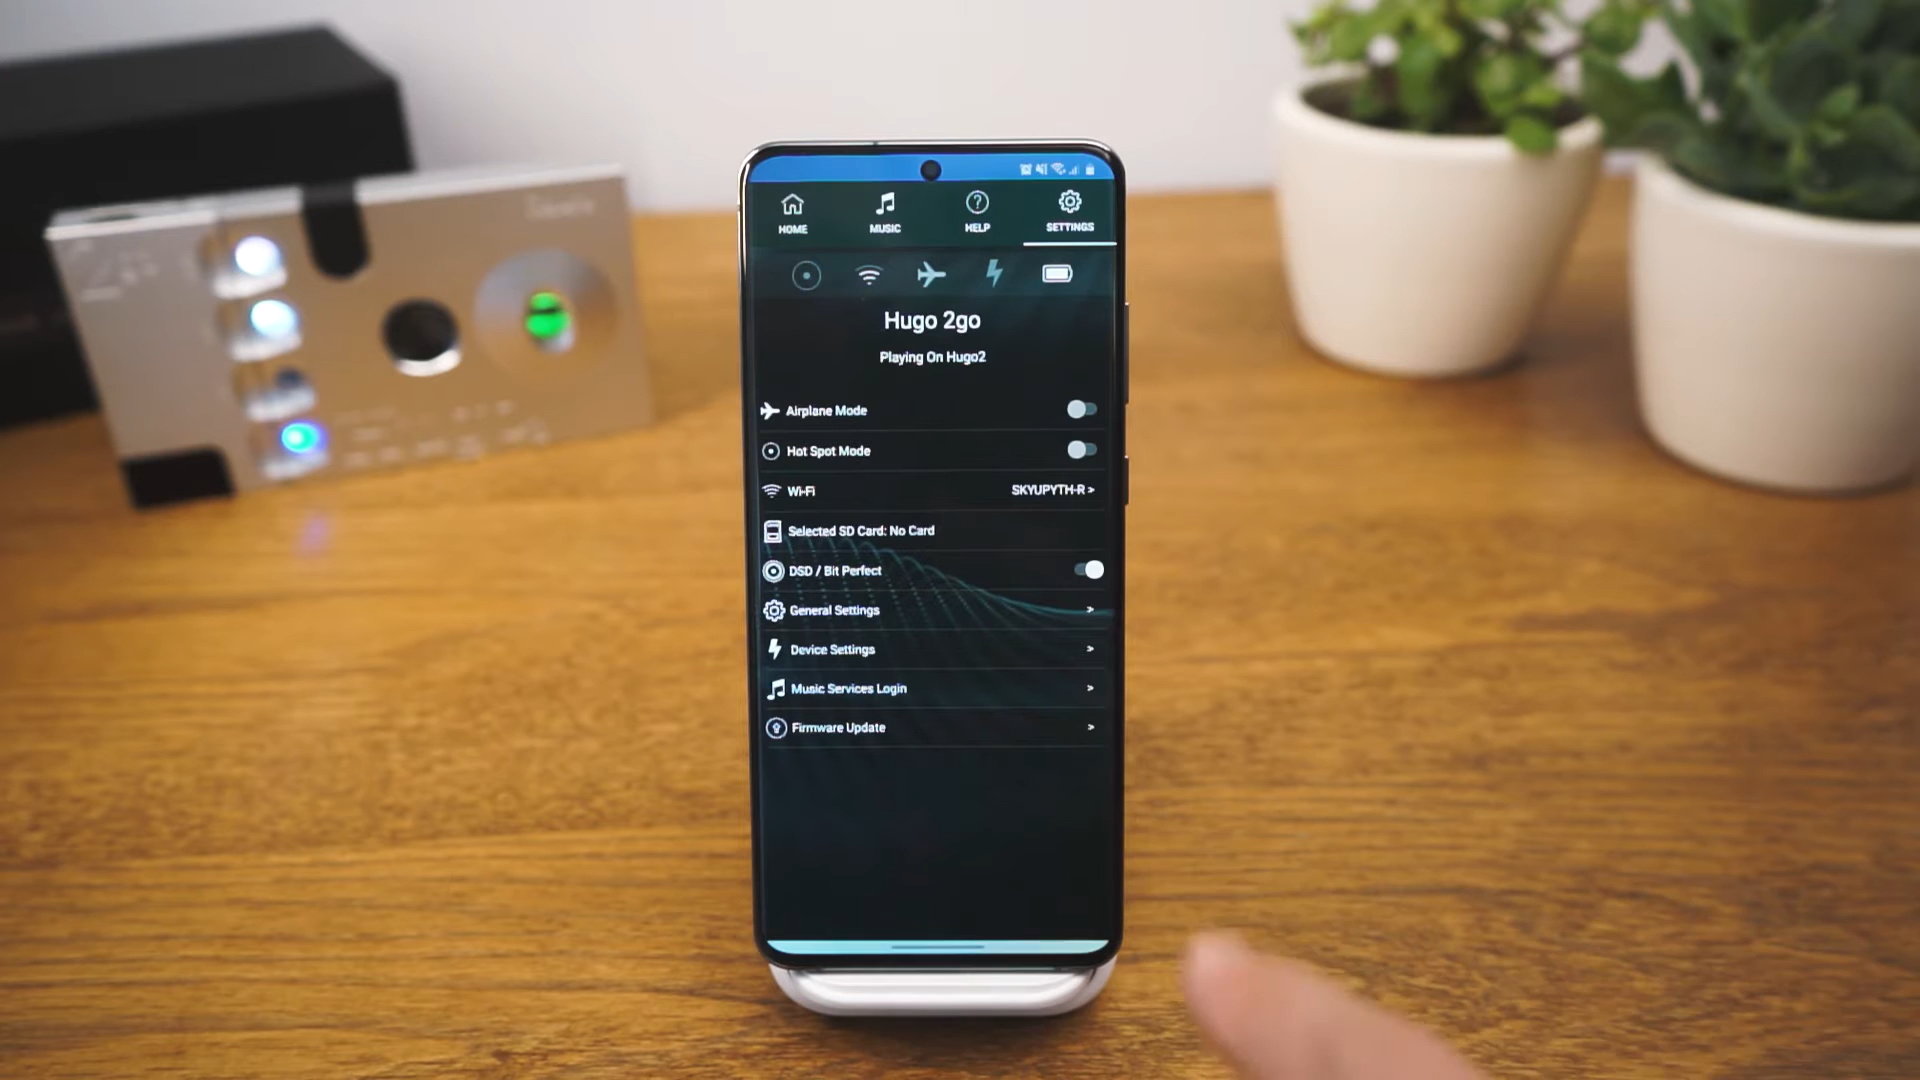 HOME MUSIC HELP SETTINGS
Hugo 2go
Playing On Hugo2
Airplane Mode
Hot Spot Mode
Wi-Fi SKYUPYTH-R >
Selected SD Card: No Card
DSD / Bit Perfect
General Settings >
Device Settings >
Music Services Login >
Firmware Update >